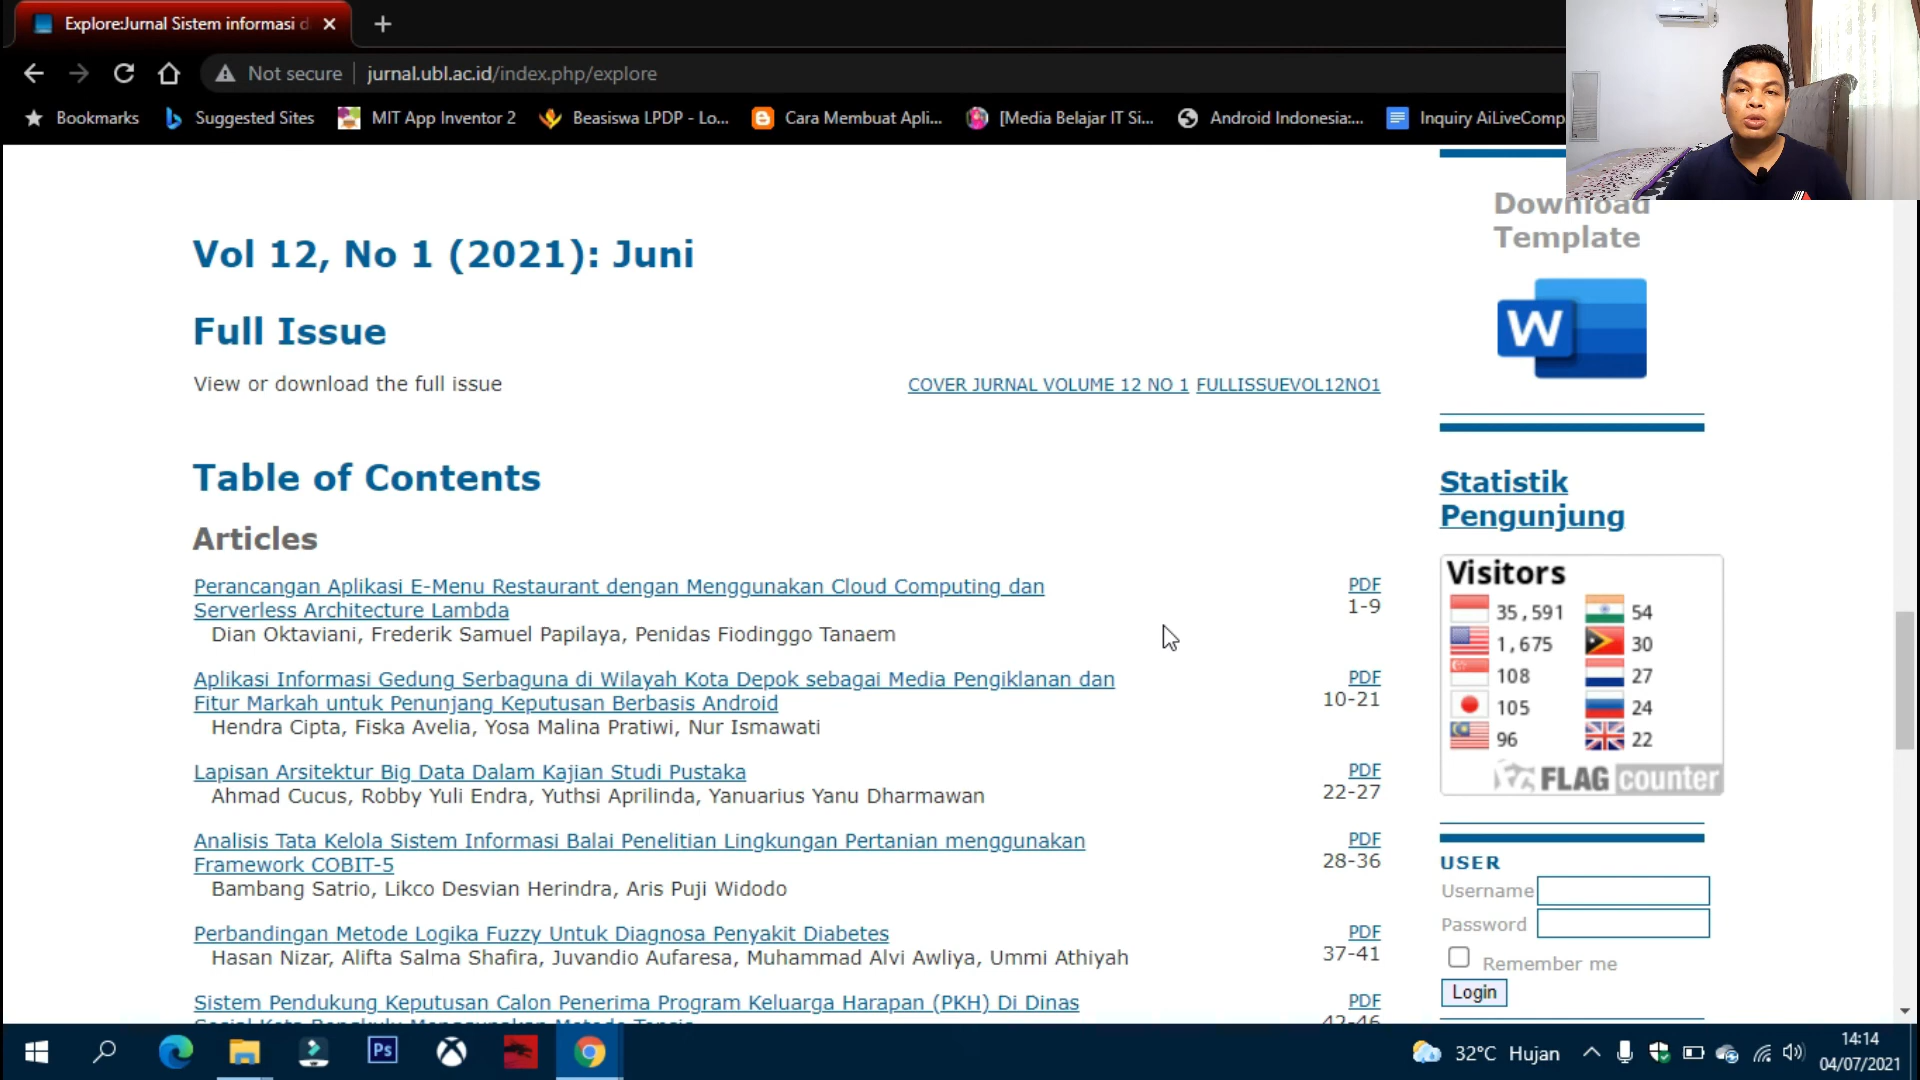 Explore:Jurnal Sistem informasi d
Not secure
jurnal.ubl.ac.id/index.php/explore
Bookmarks
Suggested Sites
MIT App Inventor 2
Beasiswa LPDP - Lo...
Cara Membuat Apli...
[Media Belajar IT Si...
Android Indonesia:...
Inquiry AiLiveComp
Vol 12, No 1 (2021): Juni
Full Issue
View or download the full issue
COVER JURNAL VOLUME 12 NO 1 FULLISSUEVOL12NO1
Table of Contents
Articles
Perancangan Aplikasi E-Menu Restaurant dengan Menggunakan Cloud Computing dan
Serverless Architecture Lambda
PDF
1-9
Dian Oktaviani, Frederik Samuel Papilaya, Penidas Fiodinggo Tanaem
Aplikasi Informasi Gedung Serbaguna di Wilayah Kota Depok sebagai Media Pengiklanan dan
Fitur Markah untuk Penunjang Keputusan Berbasis Android
PDF
10-21
Hendra Cipta, Fiska Avelia, Yosa Malina Pratiwi, Nur Ismawati
Lapisan Arsitektur Big Data Dalam Kajian Studi Pustaka
PDF
22-27
Ahmad Cucus, Robby Yuli Endra, Yuthsi Aprilinda, Yanuarius Yanu Dharmawan
Analisis Tata Kelola Sistem Informasi Balai Penelitian Lingkungan Pertanian menggunakan
Framework COBIT-5
PDF
28-36
Bambang Satrio, Likco Desvian Herindra, Aris Puji Widodo
Perbandingan Metode Logika Fuzzy Untuk Diagnosa Penyakit Diabetes
PDF
37-41
Hasan Nizar, Alifta Salma Shafira, Juvandio Aufaresa, Muhammad Alvi Awliya, Ummi Athiyah
Sistem Pendukung Keputusan Calon Penerima Program Keluarga Harapan (PKH) Di Dinas
Sosial Kota Bengkulu Menggunakan Metode Topsis
PDF
42-46
Download
Template
W
Statistik
Pengunjung
Visitors
35,591 54
1,675 30
108 27
105 24
96 22
FLAG counter
USER
Username
Password
Remember me
Login
Ps
32°C Hujan
14:14
04/07/2021